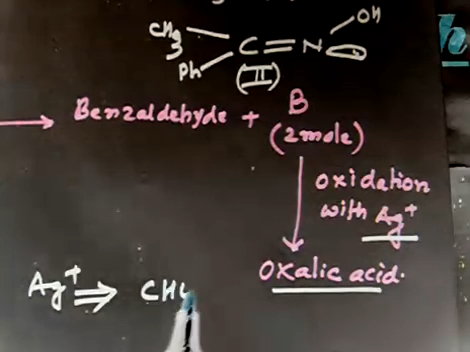 OH
CH3
C=N
Ph
(II)
Benzaldehyde + B
(2mole)
Oxidation
with Ag+
Oxalic acid.
Ag+ ⇒ CH